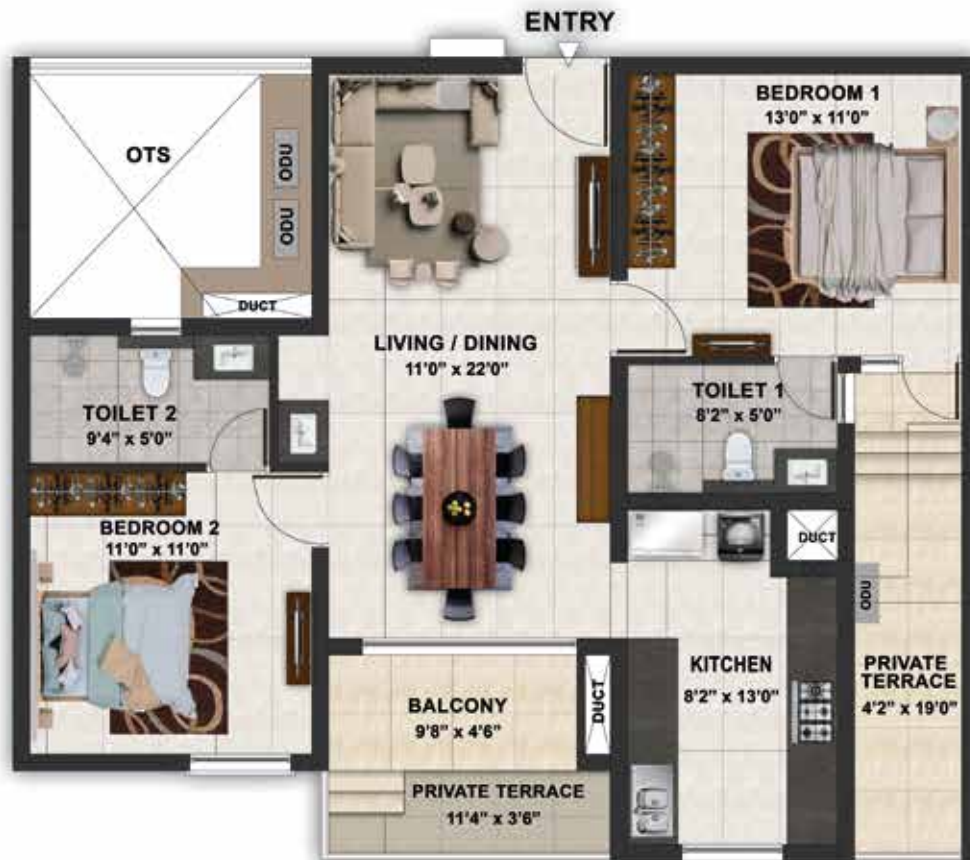 ENTRY
BEDROOM 1
13'0" x 11'0"
OTS
ODU
ODU
DUCT
LIVING / DINING
11'0" x 22'0"
TOILET 2
9'4" x 5'0"
TOILET 1
8'2" x 5'0"
BEDROOM 2
11'0" x 11'0"
DUCT
ODU
KITCHEN
8'2" x 13'0"
PRIVATE
TERRACE
4'2" x 19'0"
BALCONY
9'8" x 4'6"
DUCT
PRIVATE TERRACE
11'4" x 3'6"